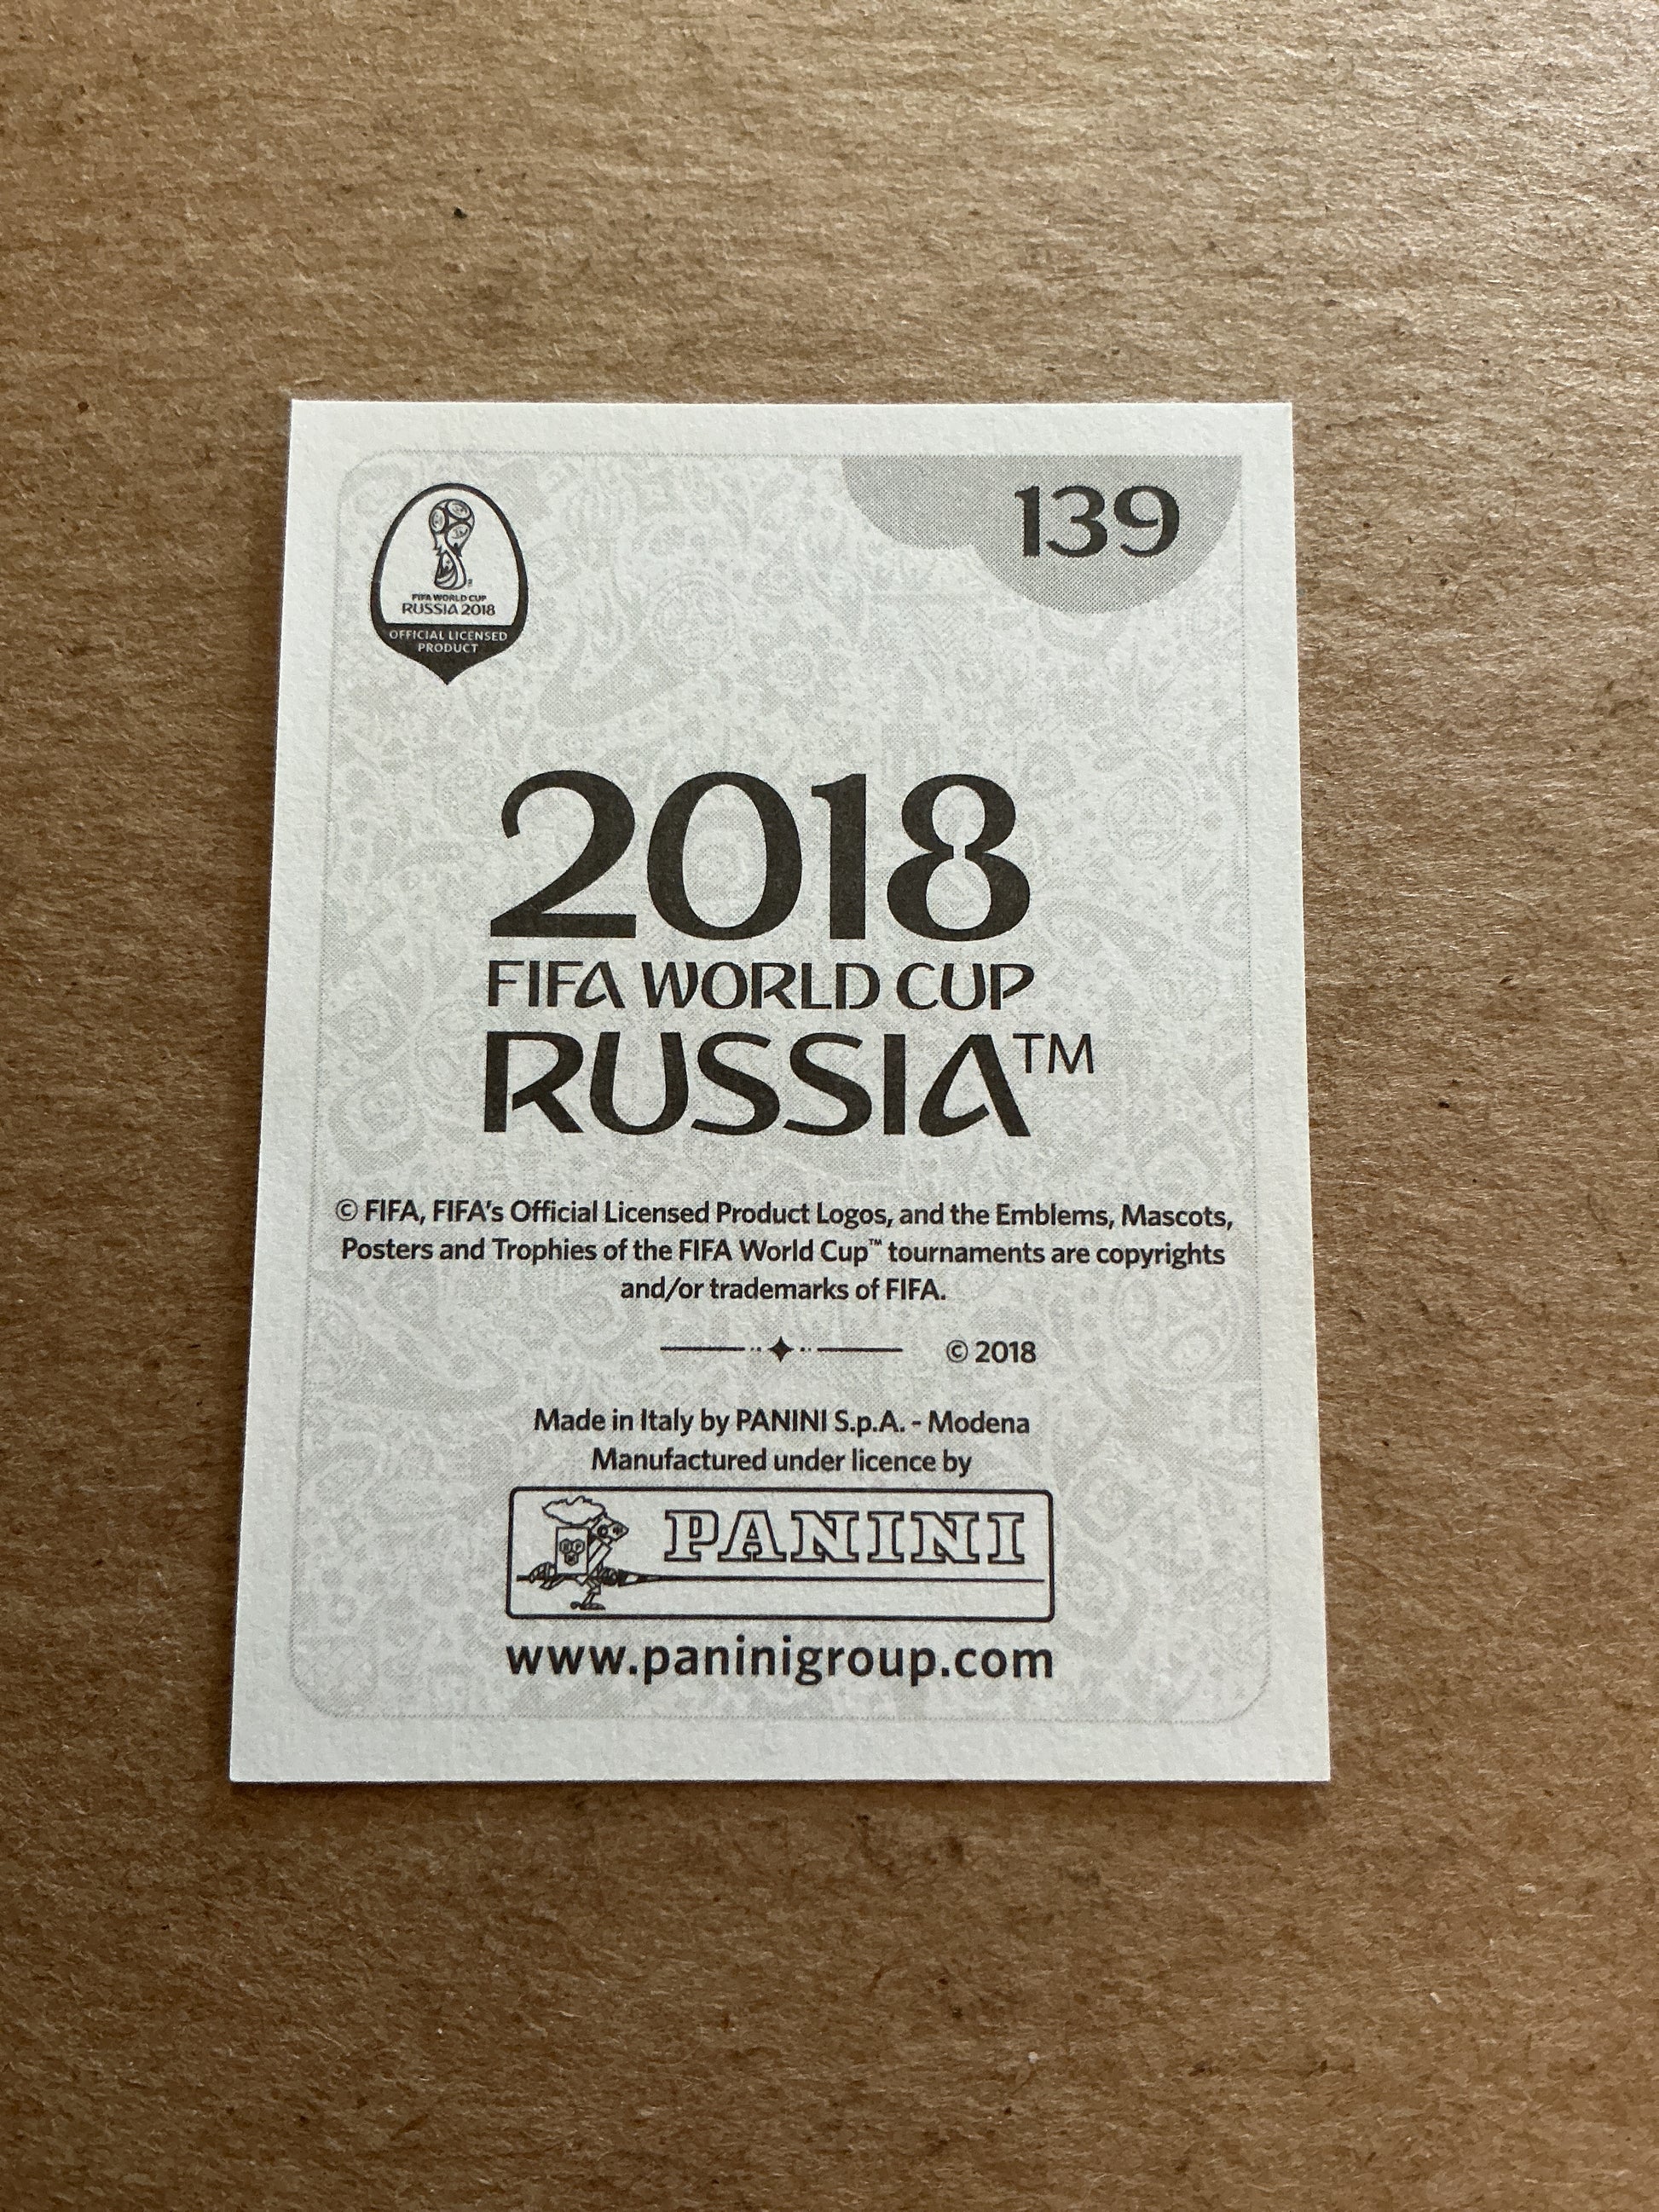 139
FIFA WORLD CUP
RUSSIA 2018
OFFICIAL LICENSED
PRODUCT
2018
FIFA WORLD CUP
RUSSIA™
© FIFA, FIFA's Official Licensed Product Logos, and the Emblems, Mascots,
Posters and Trophies of the FIFA World Cup™ tournaments are copyrights
and/or trademarks of FIFA.
© 2018
Made in Italy by PANINI S.p.A. - Modena
Manufactured under licence by
PANINI
www.paninigroup.com